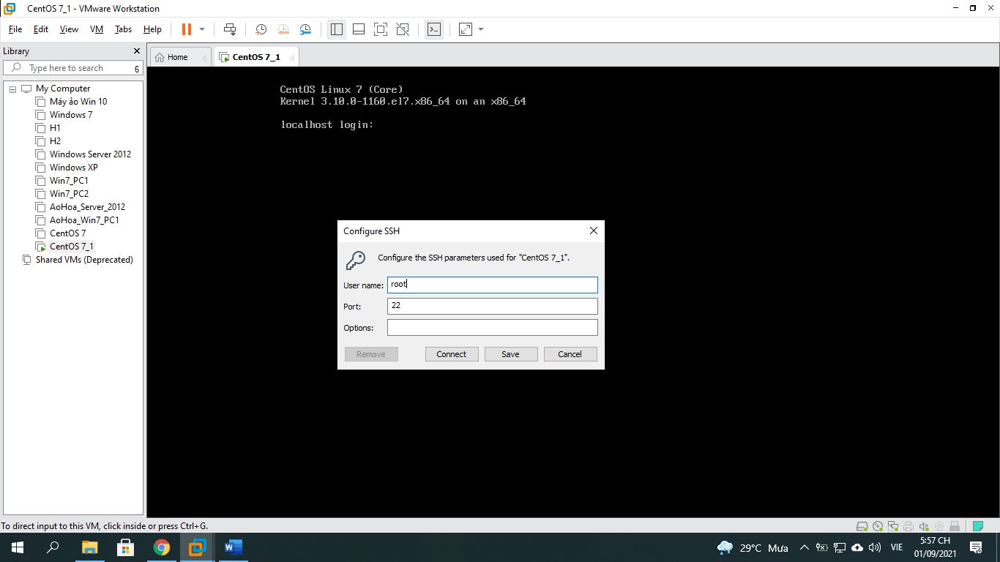 CentOS 7_1 - VMware Workstation
File Edit View VM Tabs Help
Library
Type here to search 6
My Computer
Máy ảo Win 10
Windows 7
H1
H2
Windows Server 2012
Windows XP
Win7_PC1
Win7_PC2
AoHoa_Server_2012
AoHoa_Win7_PC1
CentOS 7
CentOS 7_1
Shared VMs (Deprecated)
Home CentOS 7_1
CentOS Linux 7 (Core)
Kernel 3.10.0-1160.el7.x86_64 on an x86_64
localhost login:
Configure SSH
Configure the SSH parameters used for "CentOS 7_1".
User name: root
Port: 22
Options:
Remove Connect Save Cancel
To direct input to this VM, click inside or press Ctrl+G.
29°C Mưa VIE 5:57 CH
01/09/2021